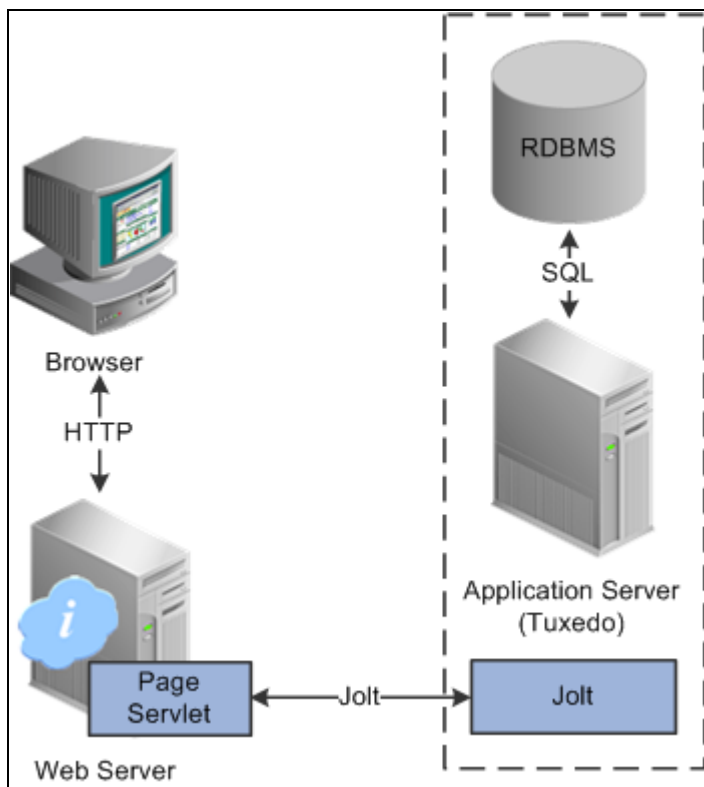 RDBMS
SQL
Browser
HTTP
Application Server
(Tuxedo)
i
Page
Servlet
Jolt
Jolt
Web Server